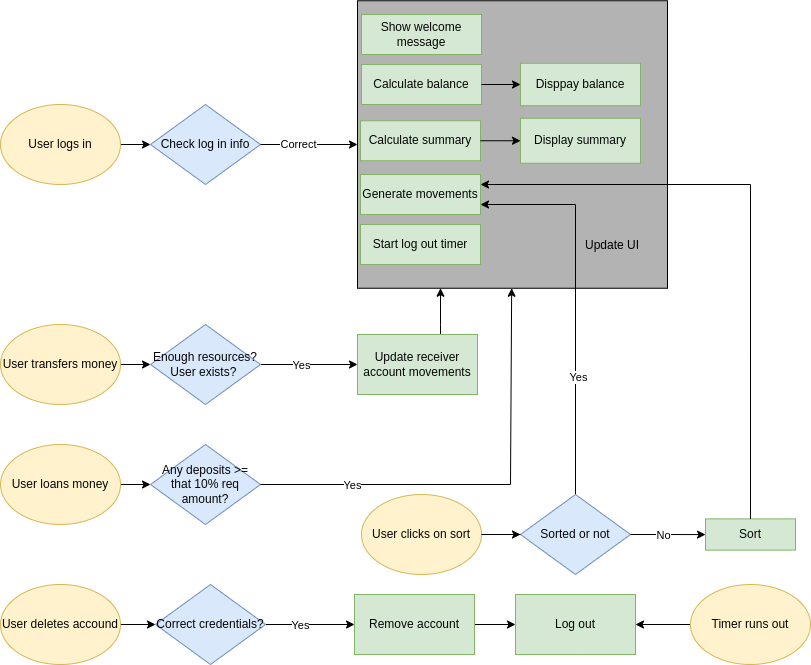 Show welcome
message
Calculate balance
Disppay balance
User logs in
Check log in info
Correct
Calculate summary
Display summary
Generate movements
Start log out timer
Update UI
User transfers money
Enough resources?
User exists?
Yes
Update receiver
account movements
Yes
User loans money
Any deposits >=
that 10% req
amount?
Yes
User clicks on sort
Sorted or not
No
Sort
User deletes accound
Correct credentials?
Yes
Remove account
Log out
Timer runs out